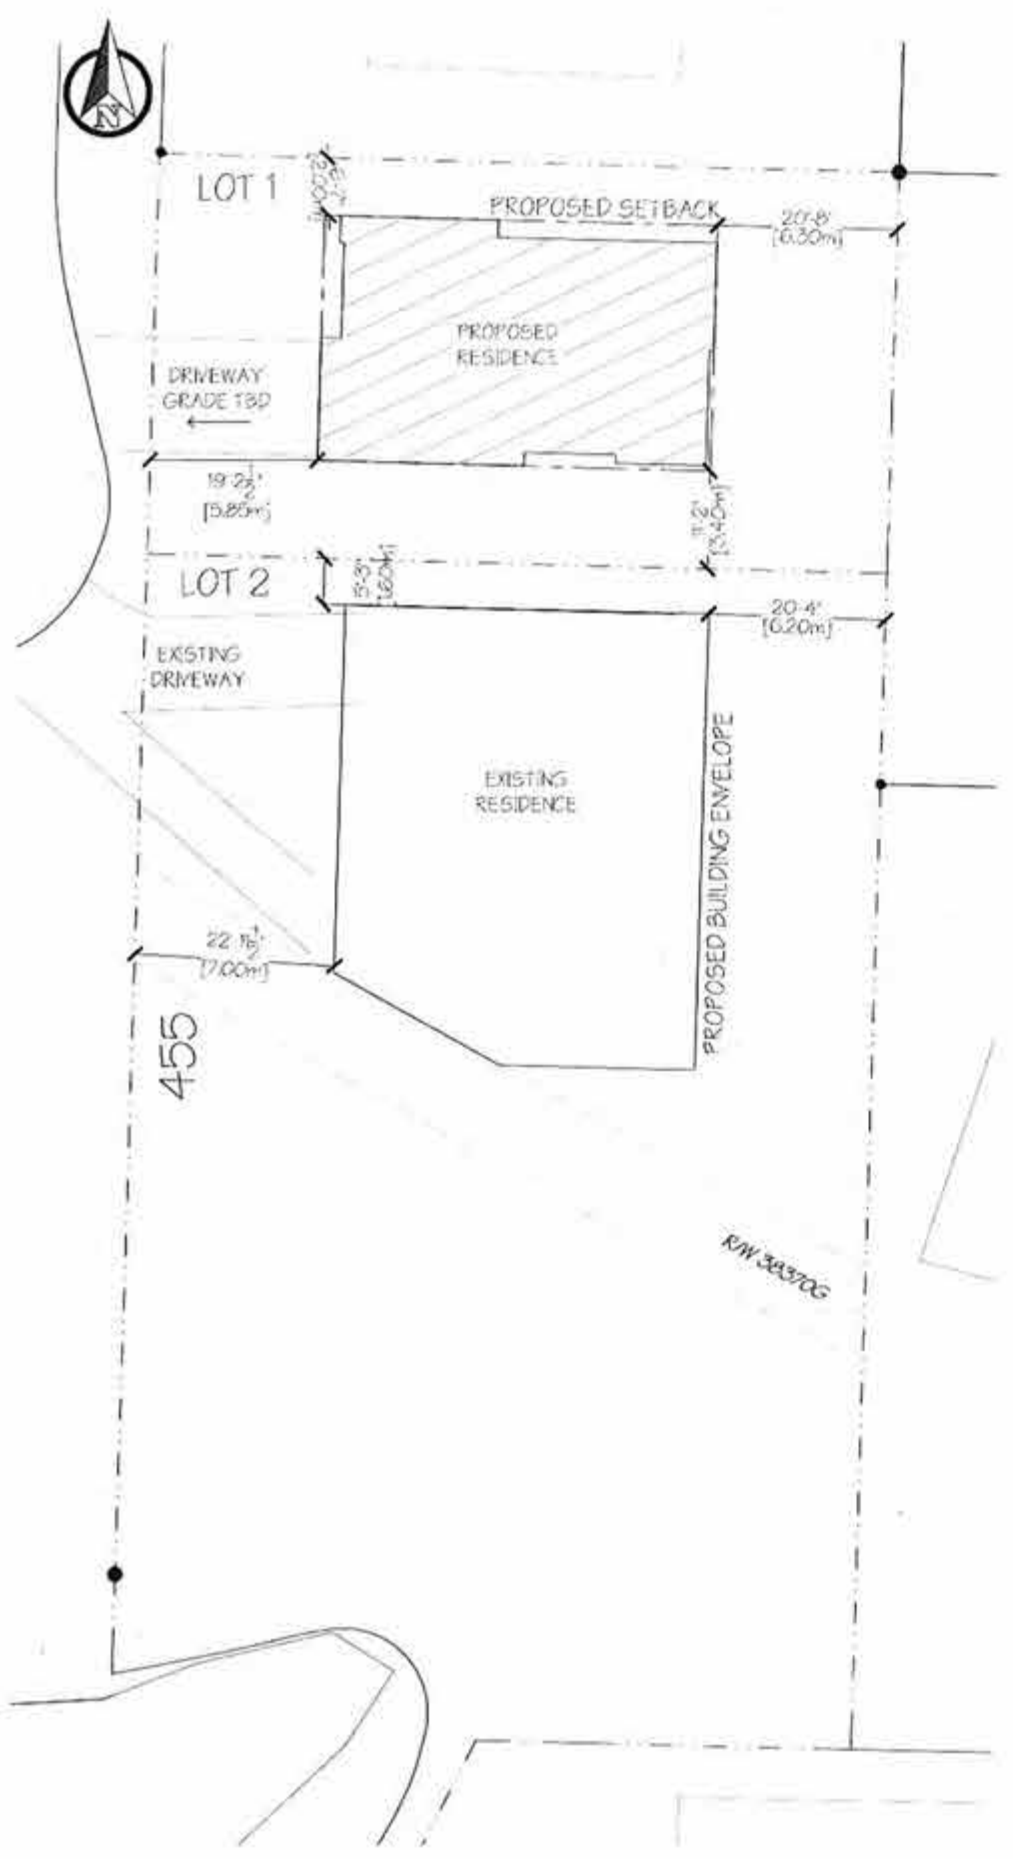 N
LOT 1
PROPOSED SETBACK
20'-8"
[6.30m]
PROPOSED
RESIDENCE
DRIVEWAY
GRADE TBD
19'-2½"
[5.85m]
11'-2"
[3.40m]
LOT 2
5'-3"
[1.60m]
20'-4"
[6.20m]
EXISTING
DRIVEWAY
EXISTING
RESIDENCE
PROPOSED BUILDING ENVELOPE
[7.00m]
455
R/W 38370G